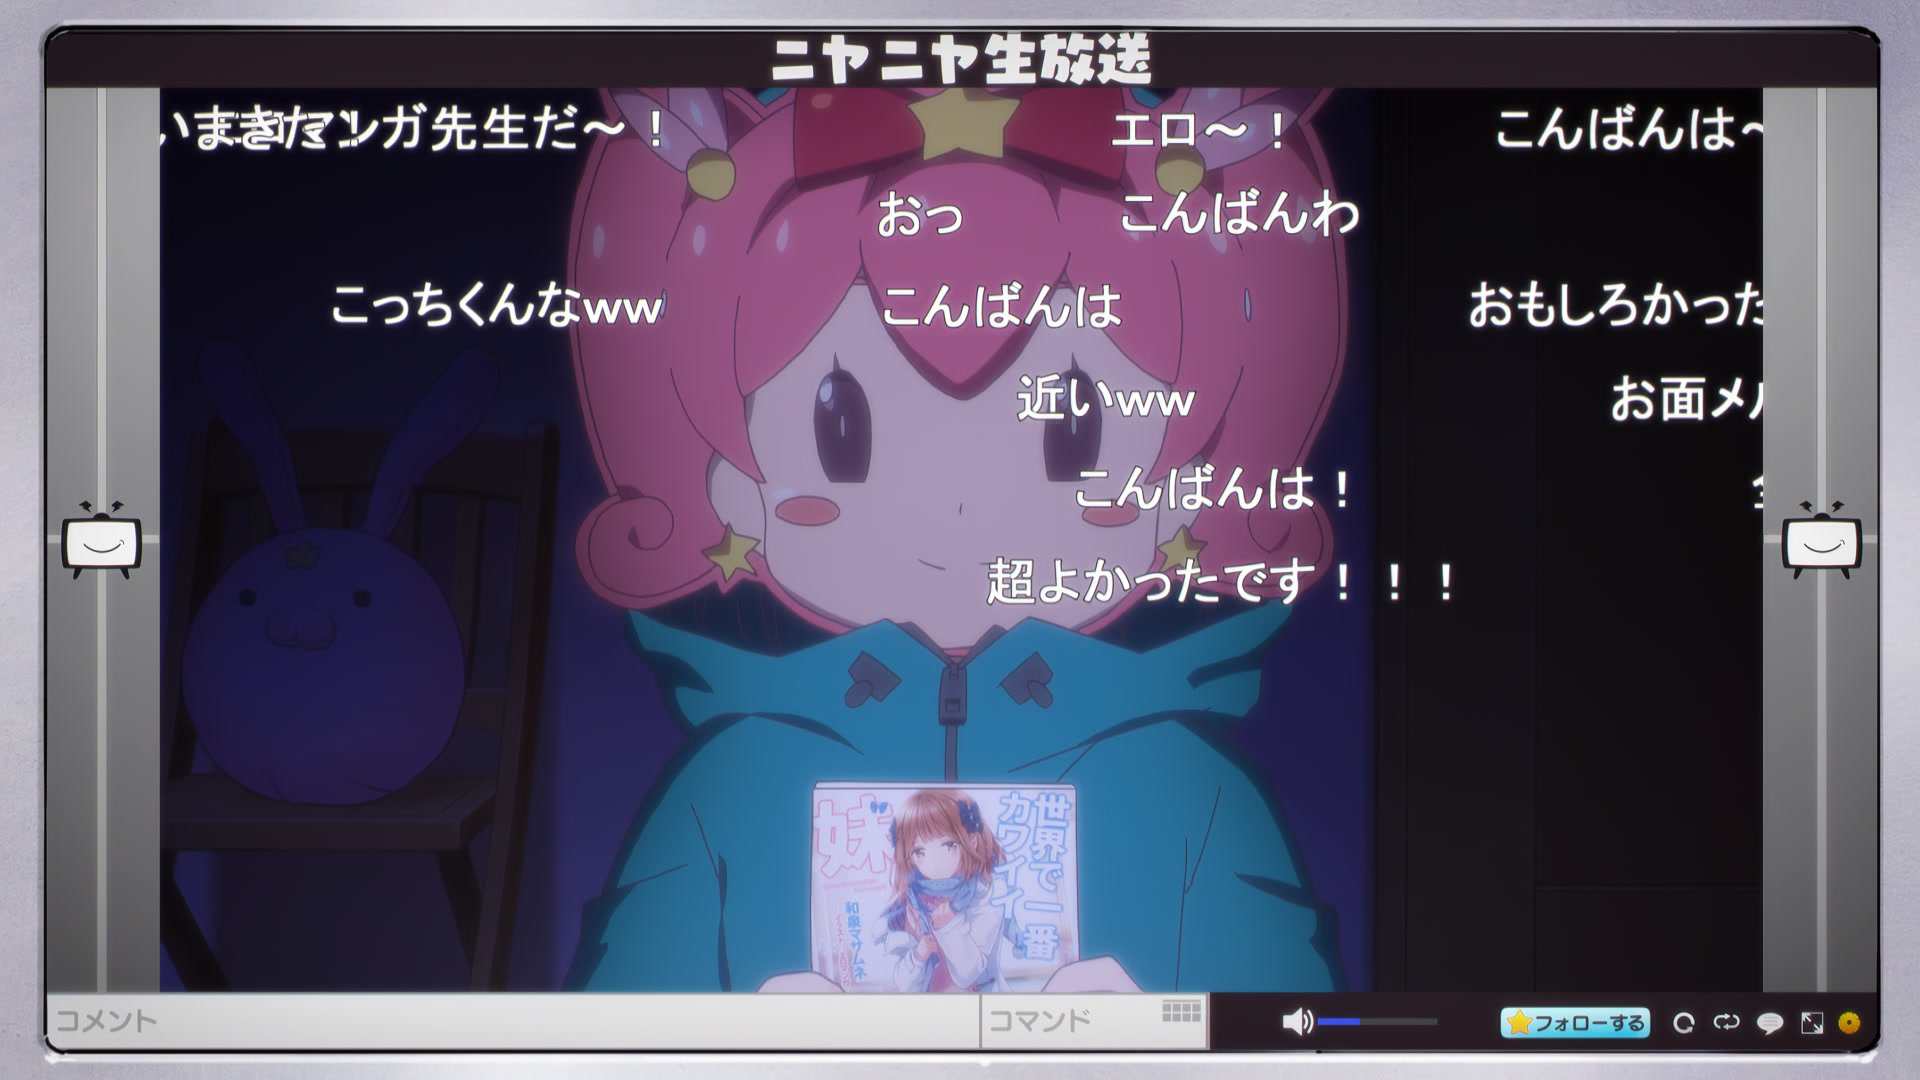 ニヤニヤ生放送
マンガ先生だ～！
エロ～！
こんばんは～
おっ
こんばんわ
こっちくんなww
こんばんは
おもしろかった
近いww
お面メル
こんばんは！
超よかったです！！！
妹
世界で一番
カワイイ
和泉マサムネ
コメント
コマンド
フォローする